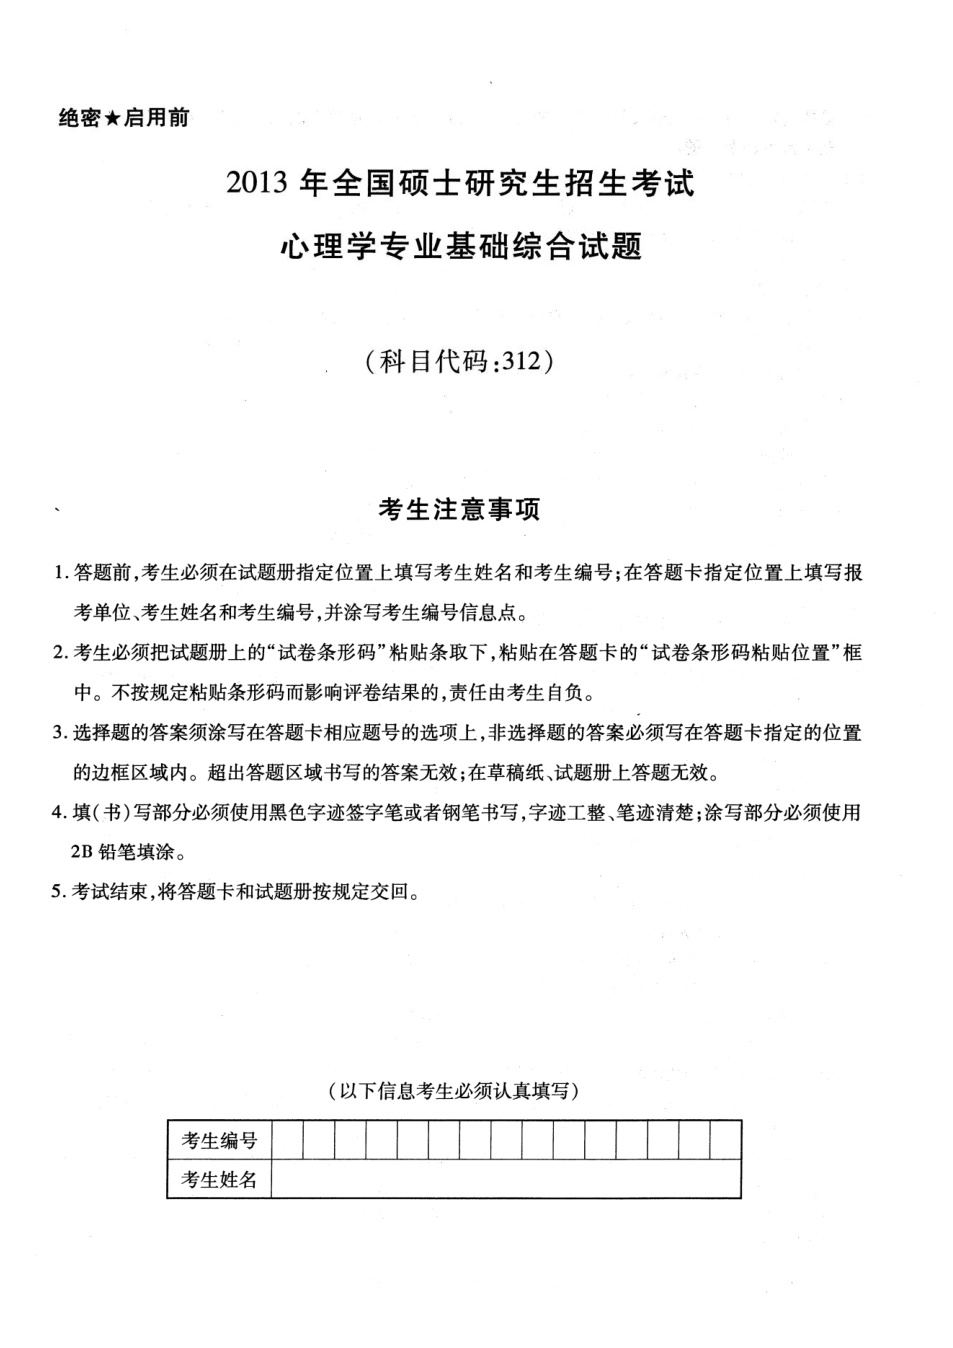 绝密★启用前
2013 年全国硕士研究生招生考试
心理学专业基础综合试题
(科目代码:312)
考生注意事项
1. 答题前,考生必须在试题册指定位置上填写考生姓名和考生编号;在答题卡指定位置上填写报
考单位、考生姓名和考生编号,并涂写考生编号信息点。
2. 考生必须把试题册上的“试卷条形码”粘贴条取下,粘贴在答题卡的“试卷条形码粘贴位置”框
中。不按规定粘贴条形码而影响评卷结果的,责任由考生自负。
3. 选择题的答案须涂写在答题卡相应题号的选项上,非选择题的答案必须写在答题卡指定的位置
的边框区域内。超出答题区域书写的答案无效;在草稿纸、试题册上答题无效。
4. 填(书)写部分必须使用黑色字迹签字笔或者钢笔书写,字迹工整、笔迹清楚;涂写部分必须使用
2B 铅笔填涂。
5. 考试结束,将答题卡和试题册按规定交回。
(以下信息考生必须认真填写)
考生编号
考生姓名